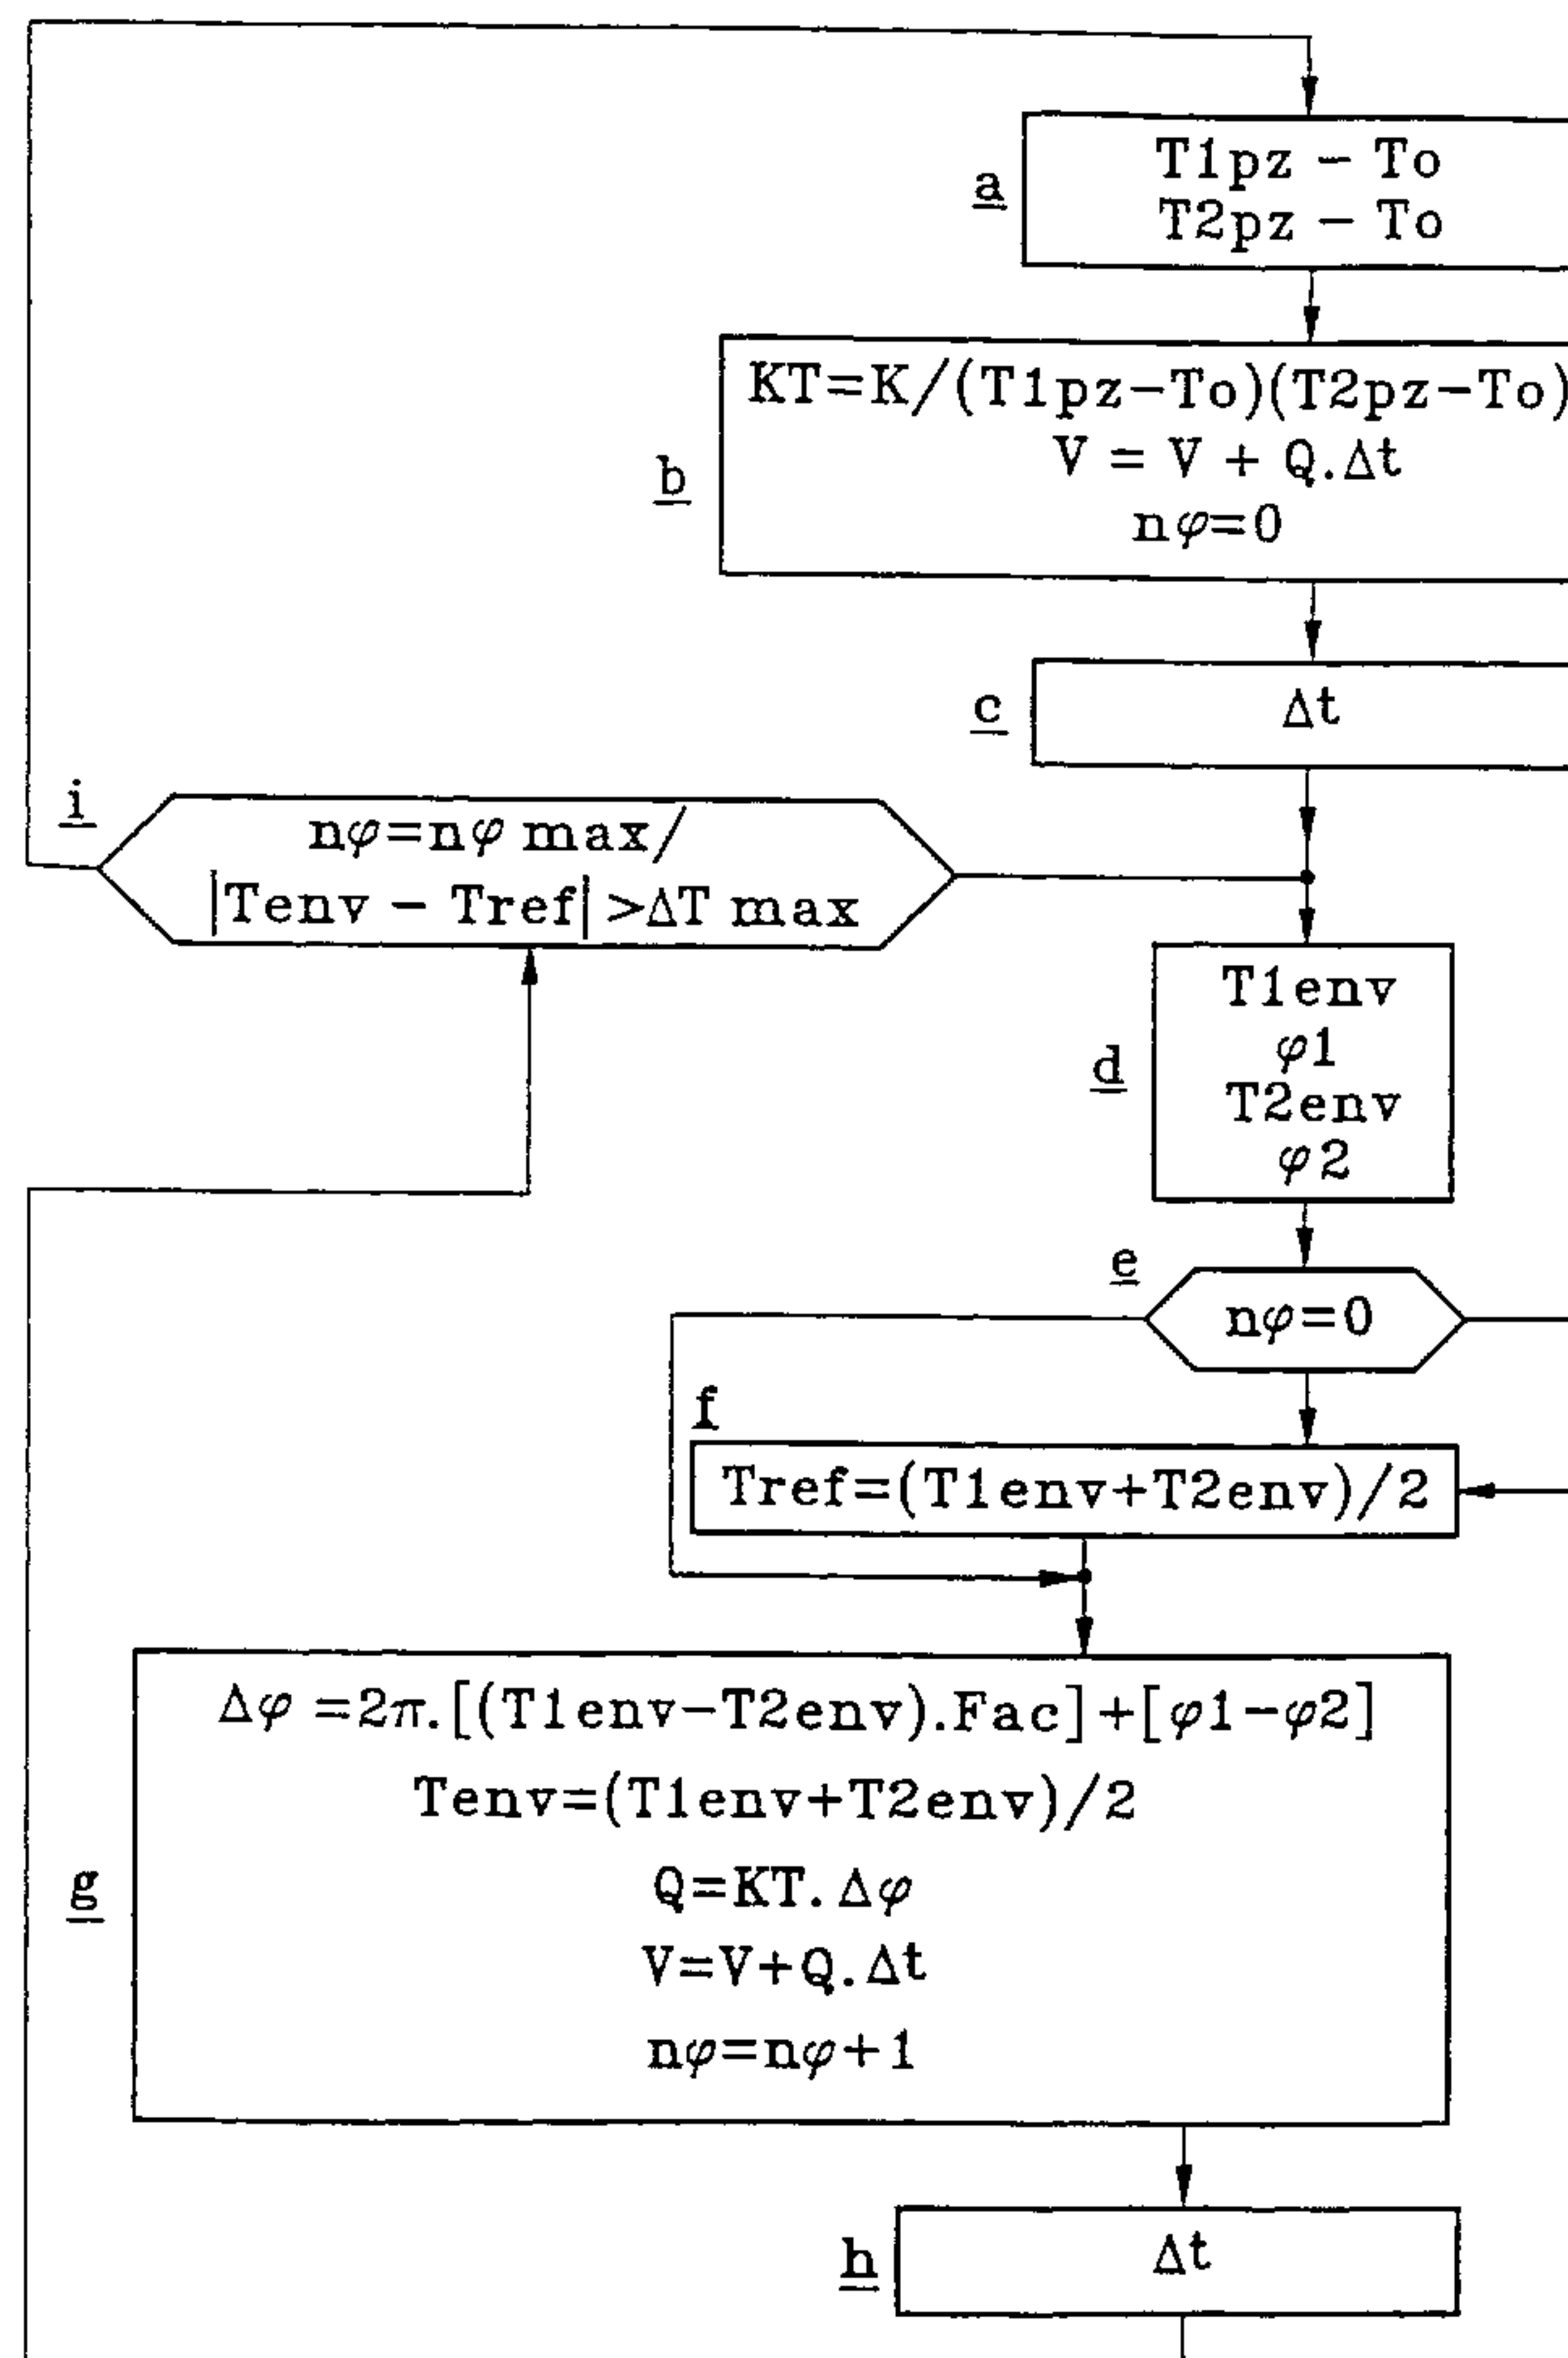 a
T1pz - To
T2pz - To
b
KT=K/(T1pz-To)(T2pz-To)
V = V + Q.Δt
nφ=0
c
Δt
i
nφ=nφ max/
|Tenv - Tref| >ΔT max
d
T1env
φ1
T2env
φ2
e
nφ=0
f
Tref=(T1env+T2env)/2
g
Δφ =2π.[(T1env-T2env).Fac]+[φ1-φ2]
Tenv=(T1env+T2env)/2
Q=KT.Δφ
V=V+Q.Δt
nφ=nφ+1
h
Δt